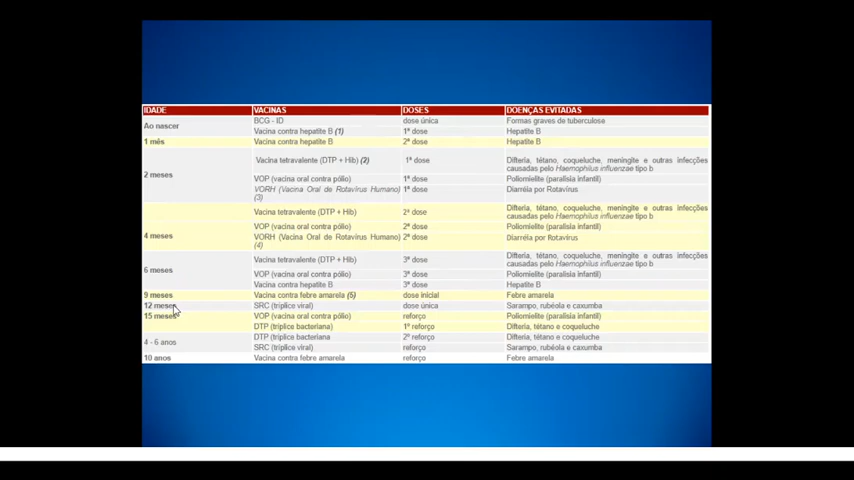 IDADE VACINAS DOSES DOENÇAS EVITADAS
Ao nascer
BCG - ID dose única Formas graves de tuberculose
Vacina contra hepatite B (1) 1ª dose Hepatite B
1 mês Vacina contra hepatite B 2ª dose Hepatite B
2 meses
Vacina tetravalente (DTP + Hib) (2) 1ª dose Difteria, tétano, coqueluche, meningite e outras infecções
causadas pelo Haemophilus influenzae tipo b
VOP (vacina oral contra pólio) 1ª dose Poliomielite (paralisia infantil)
VORH (Vacina Oral de Rotavírus Humano) 1ª dose Diarréia por Rotavírus
(3)
4 meses
Vacina tetravalente (DTP + Hib) 2ª dose Difteria, tétano, coqueluche, meningite e outras infecções
causadas pelo Haemophilus influenzae tipo b
VOP (vacina oral contra pólio) 2ª dose Poliomielite (paralisia infantil)
VORH (Vacina Oral de Rotavírus Humano) 2ª dose Diarréia por Rotavírus
(4)
6 meses
Vacina tetravalente (DTP + Hib) 3ª dose Difteria, tétano, coqueluche, meningite e outras infecções
causadas pelo Haemophilus influenzae tipo b
VOP (vacina oral contra pólio) 3ª dose Poliomielite (paralisia infantil)
Vacina contra hepatite B 3ª dose Hepatite B
9 meses Vacina contra febre amarela (5) dose inicial Febre amarela
12 meses SRC (tríplice viral) dose única Sarampo, rubéola e caxumba
15 meses VOP (vacina oral contra pólio) reforço Poliomielite (paralisia infantil)
DTP (tríplice bacteriana) 1º reforço Difteria, tétano e coqueluche
4 - 6 anos
DTP (tríplice bacteriana 2º reforço Difteria, tétano e coqueluche
SRC (tríplice viral) reforço Sarampo, rubéola e caxumba
10 anos Vacina contra febre amarela reforço Febre amarela